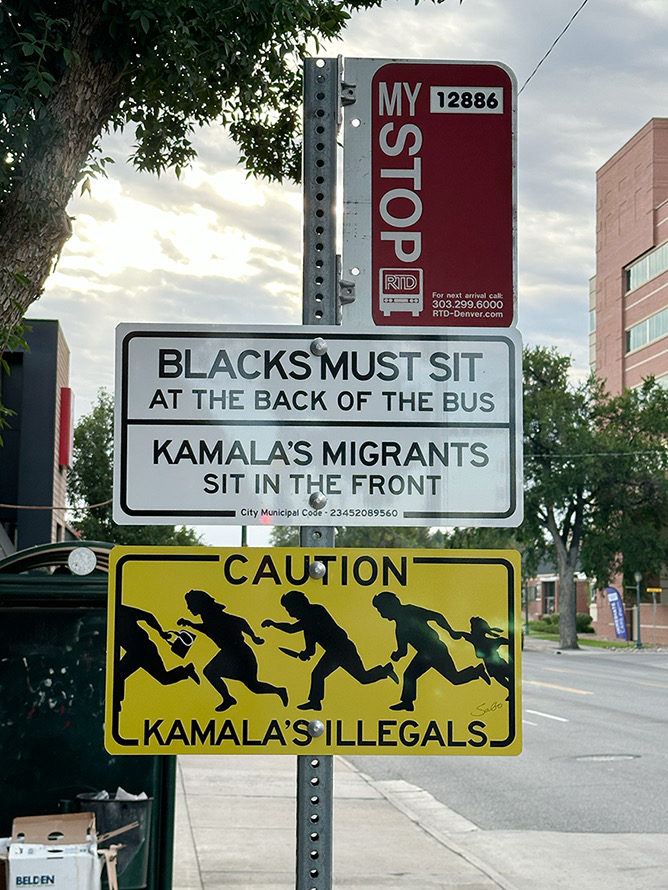 MY STOP
12886
RTD
For next arrival call:
303.299.6000
RTD-Denver.com
BLACKS MUST SIT
AT THE BACK OF THE BUS
KAMALA'S MIGRANTS
SIT IN THE FRONT
City Municipal Code - 23452089560
CAUTION
Sabo
KAMALA'S ILLEGALS
BELDEN